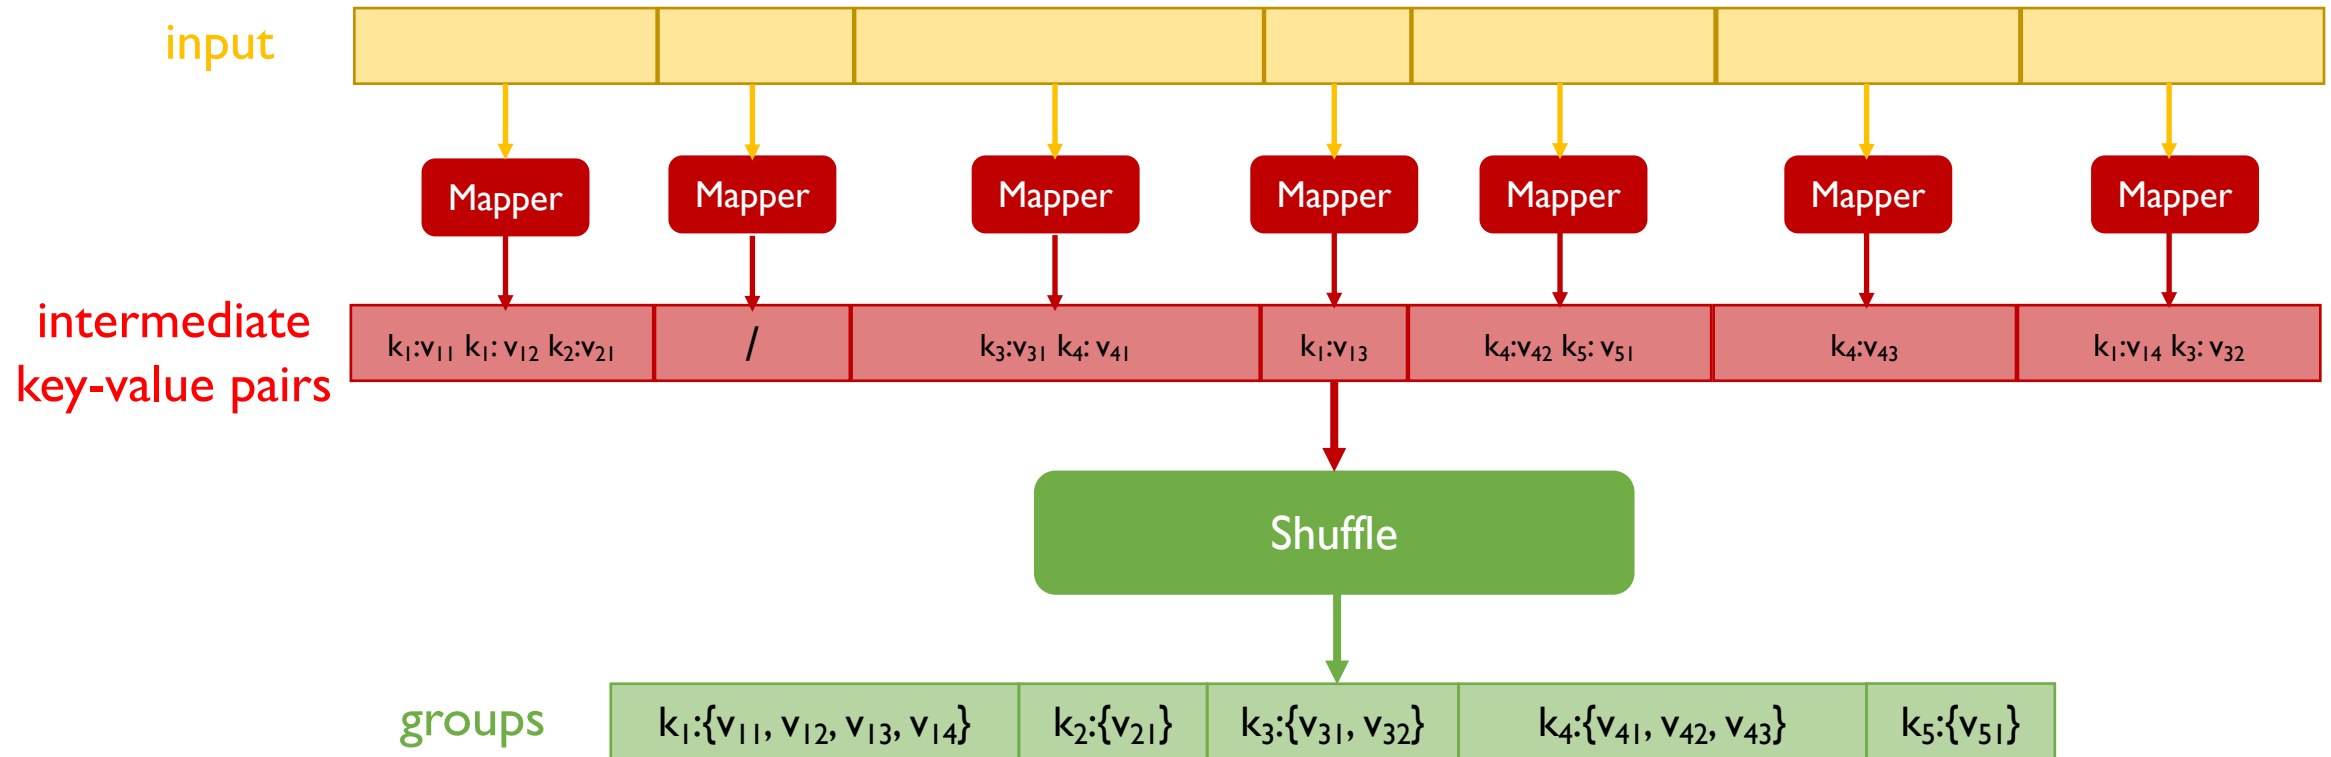 input
Mapper Mapper Mapper Mapper Mapper Mapper Mapper
intermediate
key-value pairs
k₁:v₁₁ k₁: v₁₂ k₂:v₂₁ / k₃:v₃₁ k₄: v₄₁ k₁:v₁₃ k₄:v₄₂ k₅: v₅₁ k₄:v₄₃ k₁:v₁₄ k₃: v₃₂
Shuffle
groups k₁:{v₁₁, v₁₂, v₁₃, v₁₄} k₂:{v₂₁} k₃:{v₃₁, v₃₂} k₄:{v₄₁, v₄₂, v₄₃} k₅:{v₅₁}